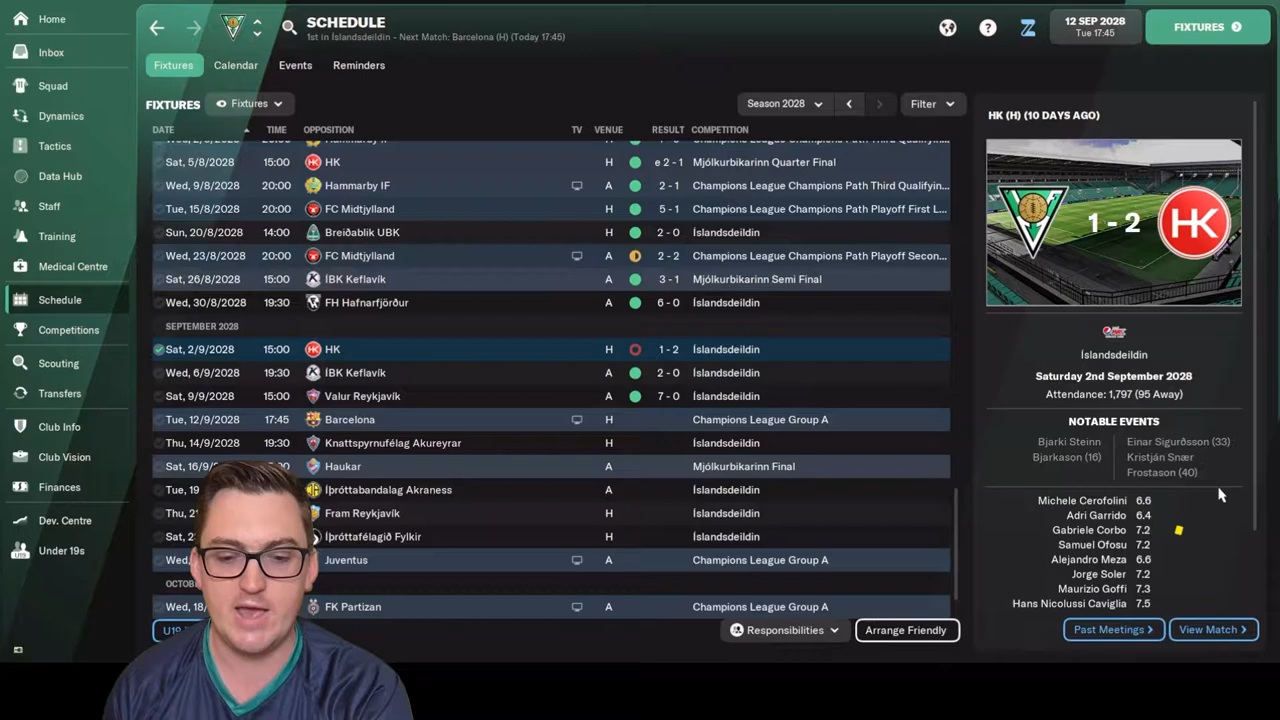 Home
Inbox
Squad
Dynamics
Tactics
Data Hub
Staff
Training
Medical Centre
Schedule
Competitions
Scouting
Transfers
Club Info
Club Vision
Finances
Dev. Centre
Under 19s
SCHEDULE
1st in Íslandsdeildin - Next Match: Barcelona (H) (Today 17:45)
12 SEP 2028
Tue 17:45
FIXTURES
Fixtures Calendar Events Reminders
FIXTURES Fixtures Season 2028 Filter
DATE TIME OPPOSITION TV VENUE RESULT COMPETITION
Sat, 5/8/2028 15:00 HK H e 2 - 1 Mjólkurbikarinn Quarter Final
Wed, 9/8/2028 20:00 Hammarby IF A 2 - 1 Champions League Champions Path Third Qualifyin...
Tue, 15/8/2028 20:00 FC Midtjylland H 5 - 1 Champions League Champions Path Playoff First L...
Sun, 20/8/2028 14:00 Breiðablik UBK H 2 - 0 Íslandsdeildin
Wed, 23/8/2028 20:00 FC Midtjylland A 2 - 2 Champions League Champions Path Playoff Secon...
Sat, 26/8/2028 15:00 ÍBK Keflavík A 3 - 1 Mjólkurbikarinn Semi Final
Wed, 30/8/2028 19:30 FH Hafnarfjörður A 6 - 0 Íslandsdeildin
SEPTEMBER 2028
Sat, 2/9/2028 15:00 HK H 1 - 2 Íslandsdeildin
Wed, 6/9/2028 19:30 ÍBK Keflavík A 2 - 0 Íslandsdeildin
Sat, 9/9/2028 15:00 Valur Reykjavík A 7 - 0 Íslandsdeildin
Tue, 12/9/2028 17:45 Barcelona H Champions League Group A
Thu, 14/9/2028 19:30 Knattspyrnufélag Akureyrar H Íslandsdeildin
Sat, 16/9/ Haukar A Mjólkurbikarinn Final
Tue, 19 Íþróttabandalag Akraness A Íslandsdeildin
Thu, Fram Reykjavík H Íslandsdeildin
Sat, Íþróttafélagið Fylkir H Íslandsdeildin
Wed, Juventus A Champions League Group A
OCTO
Wed, 18/ FK Partizan A Champions League Group A
Responsibilities Arrange Friendly
HK (H) (10 DAYS AGO)
1 - 2
HK
Íslandsdeildin
Saturday 2nd September 2028
Attendance: 1,797 (95 Away)
NOTABLE EVENTS
Bjarki Steinn Bjarkason (16)
Einar Sigurðsson (33)
Kristján Snær Frostason (40)
Michele Cerofolini 6.6
Adri Garrido 6.4
Gabriele Corbo 7.2
Samuel Ofosu 7.2
Alejandro Meza 6.6
Jorge Soler 7.2
Maurizio Goffi 7.3
Hans Nicolussi Caviglia 7.5
Past Meetings View Match